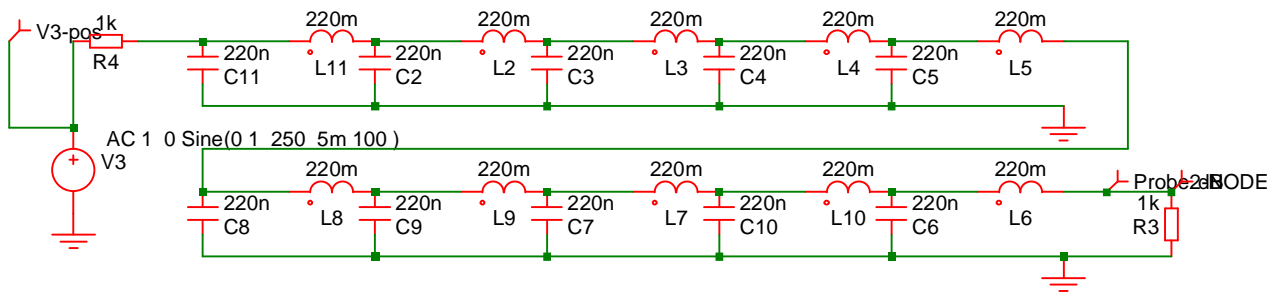 220m 220m 220m 220m 220m
V3-pos 1k
R4
220n 220n 220n 220n 220n
C11 L11 C2 L2 C3 L3 C4 L4 C5 L5
AC 1 0 Sine(0 1 250 5m 100 )
V3
220m 220m 220m 220m 220m
Probe2-NODE
1k
220n 220n 220n 220n 220n
C8 L8 C9 L9 C7 L7 C10 L10 C6 L6 R3